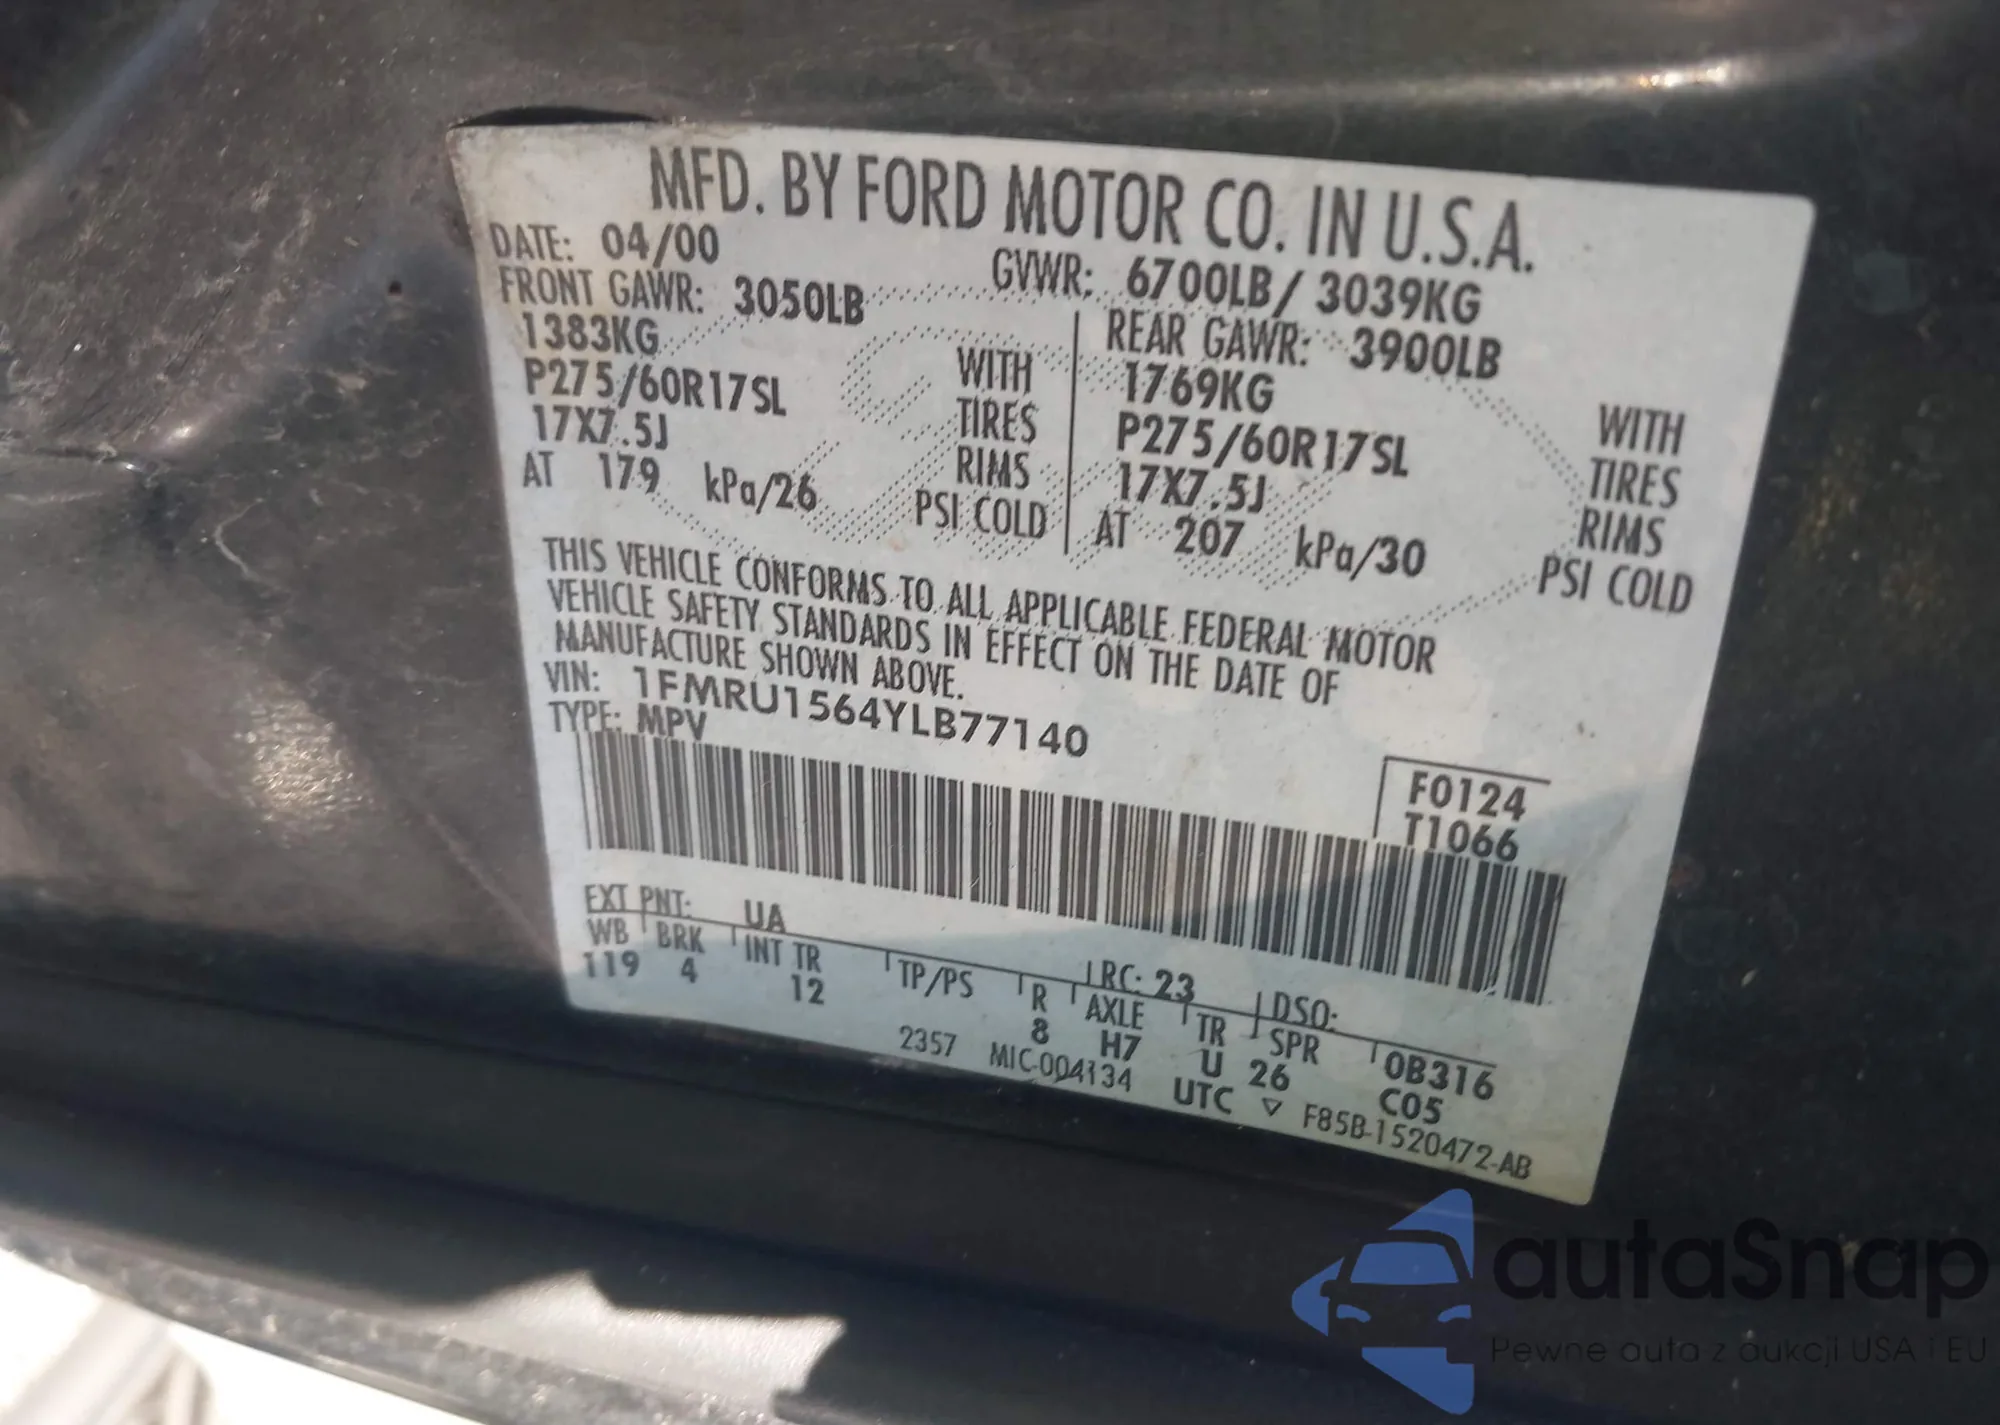 MFD. BY FORD MOTOR CO. IN U.S.A.
DATE: 04/00 GVWR: 6700LB/ 3039KG
FRONT GAWR: 3050LB REAR GAWR: 3900LB
1383KG WITH 1769KG WITH
P275/60R17SL TIRES P275/60R17SL TIRES
17X7.5J RIMS 17X7.5J RIMS
AT 179 kPa/26 PSI COLD AT 207 kPa/30 PSI COLD
THIS VEHICLE CONFORMS TO ALL APPLICABLE FEDERAL MOTOR
VEHICLE SAFETY STANDARDS IN EFFECT ON THE DATE OF
MANUFACTURE SHOWN ABOVE.
VIN: 1FMRU1564YLB77140
TYPE: MPV
F0124
T1066
EXT PNT: UA RC: 23 DSO:
WB BRK INT TR TP/PS R AXLE TR SPR 0B316
119 4 12 8 H7 U 26 C05
2357 MIC-004134 UTC ▽ F85B-1520472-AB
autaSnap
Pewne auta z aukcji USA i EU